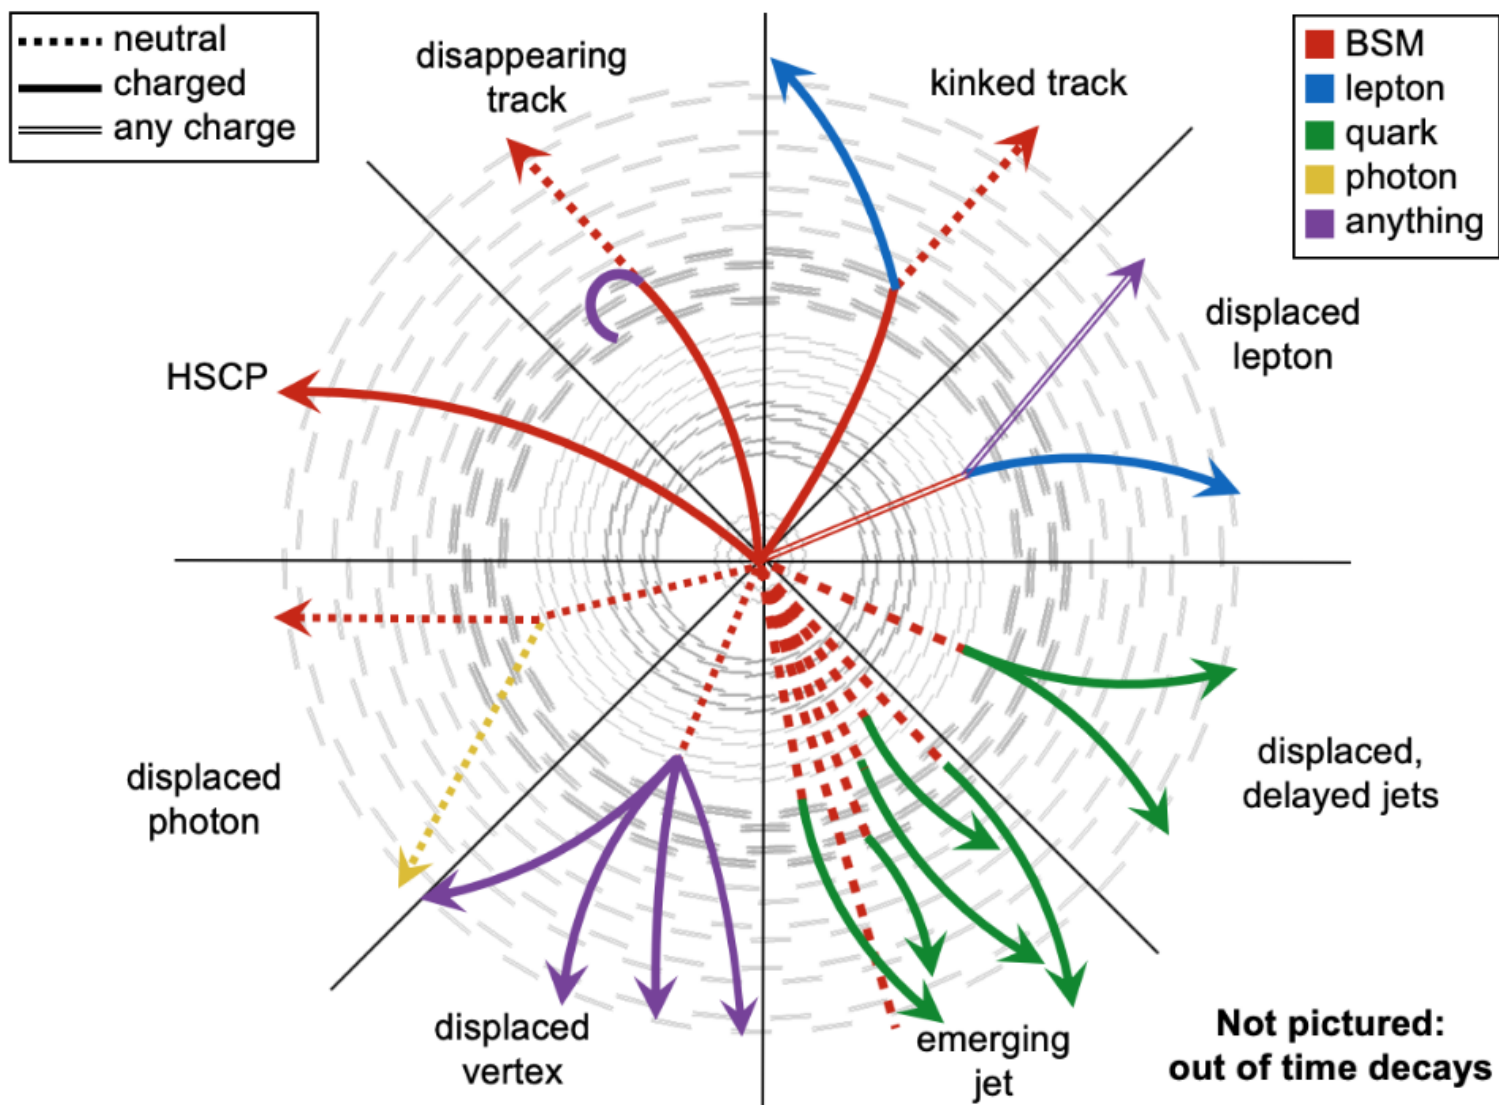 neutral
charged
any charge
disappearing
track
kinked track
BSM
lepton
quark
photon
anything
displaced
lepton
HSCP
displaced
photon
displaced,
delayed jets
displaced
vertex
emerging
jet
Not pictured:
out of time decays